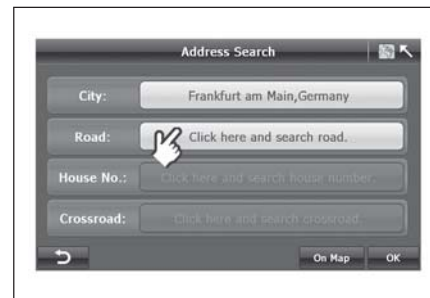 Address Search
City: Frankfurt am Main,Germany
Road: Click here and search road.
House No.: Click here and search house number.
Crossroad: Click here and search crossroad.
On Map OK